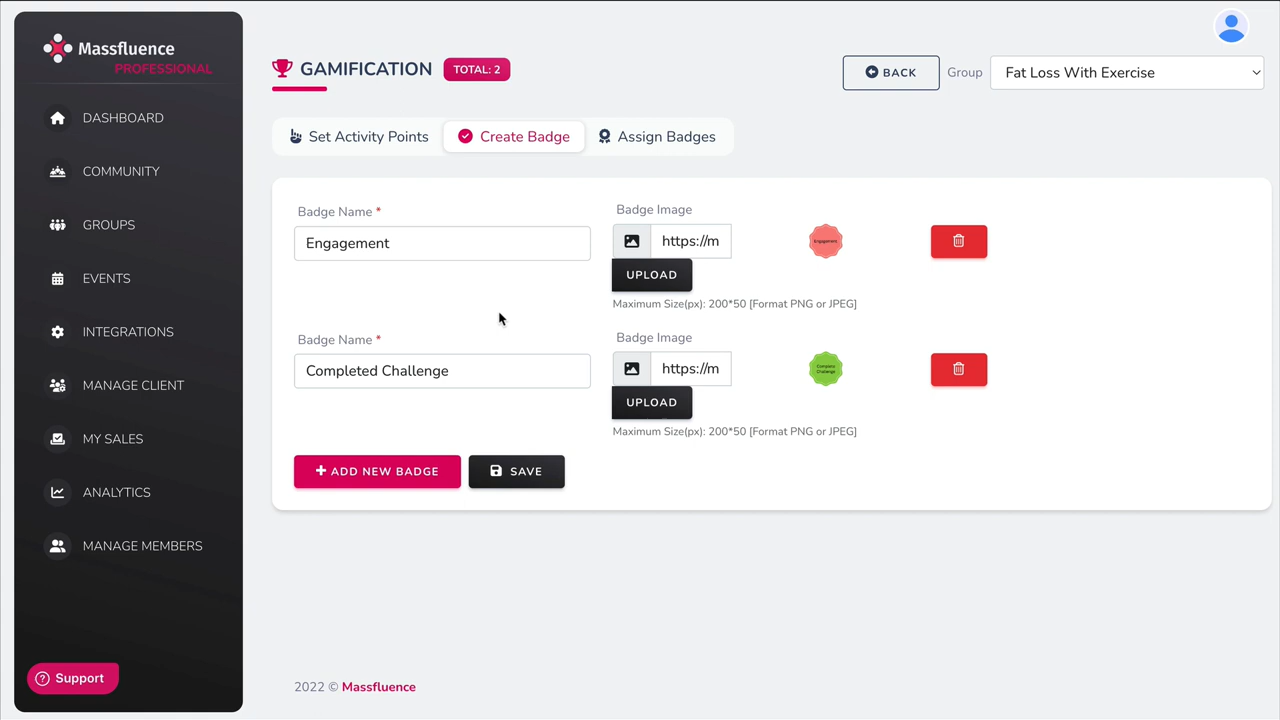 Massfluence
PROFESSIONAL
DASHBOARD
COMMUNITY
GROUPS
EVENTS
INTEGRATIONS
MANAGE CLIENT
MY SALES
ANALYTICS
MANAGE MEMBERS
Support
GAMIFICATION TOTAL: 2
BACK Group Fat Loss With Exercise
Set Activity Points Create Badge Assign Badges
Badge Name * Badge Image
Engagement https://m Engagement
UPLOAD
Maximum Size(px): 200*50 [Format PNG or JPEG]
Badge Name * Badge Image
Completed Challenge https://m
Complete
Challenge
UPLOAD
Maximum Size(px): 200*50 [Format PNG or JPEG]
+ ADD NEW BADGE SAVE
2022 © Massfluence